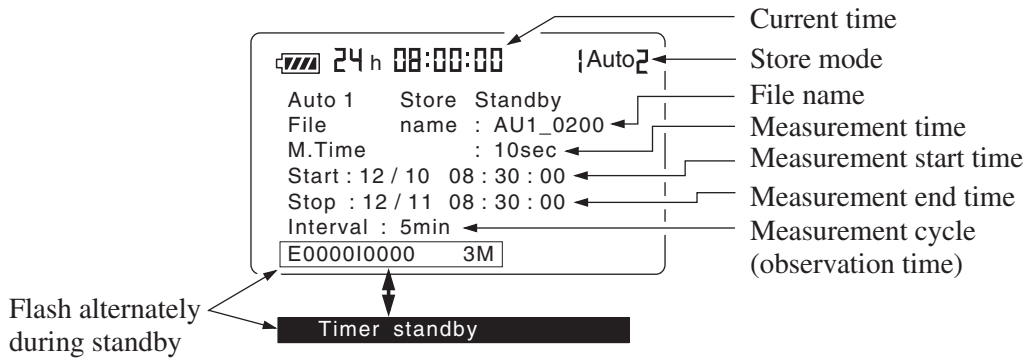 Current time
24 h 08:00:00 1Auto2
Store mode
Auto 1 Store Standby
File name : AU1_0200
File name
M.Time : 10sec
Measurement time
Start : 12 / 10 08 : 30 : 00
Measurement start time
Stop : 12 / 11 08 : 30 : 00
Measurement end time
Interval : 5min
Measurement cycle
(observation time)
E0000I0000 3M
Flash alternately
during standby
Timer standby